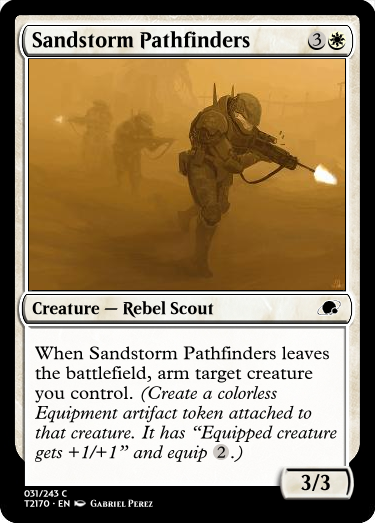 Sandstorm Pathfinders 3
Creature — Rebel Scout
When Sandstorm Pathfinders leaves
the battlefield, arm target creature
you control. (Create a colorless
Equipment artifact token attached to
that creature. It has “Equipped creature
gets +1/+1” and equip 2.)
3/3
031/243 C
T2170 · EN Gabriel Perez